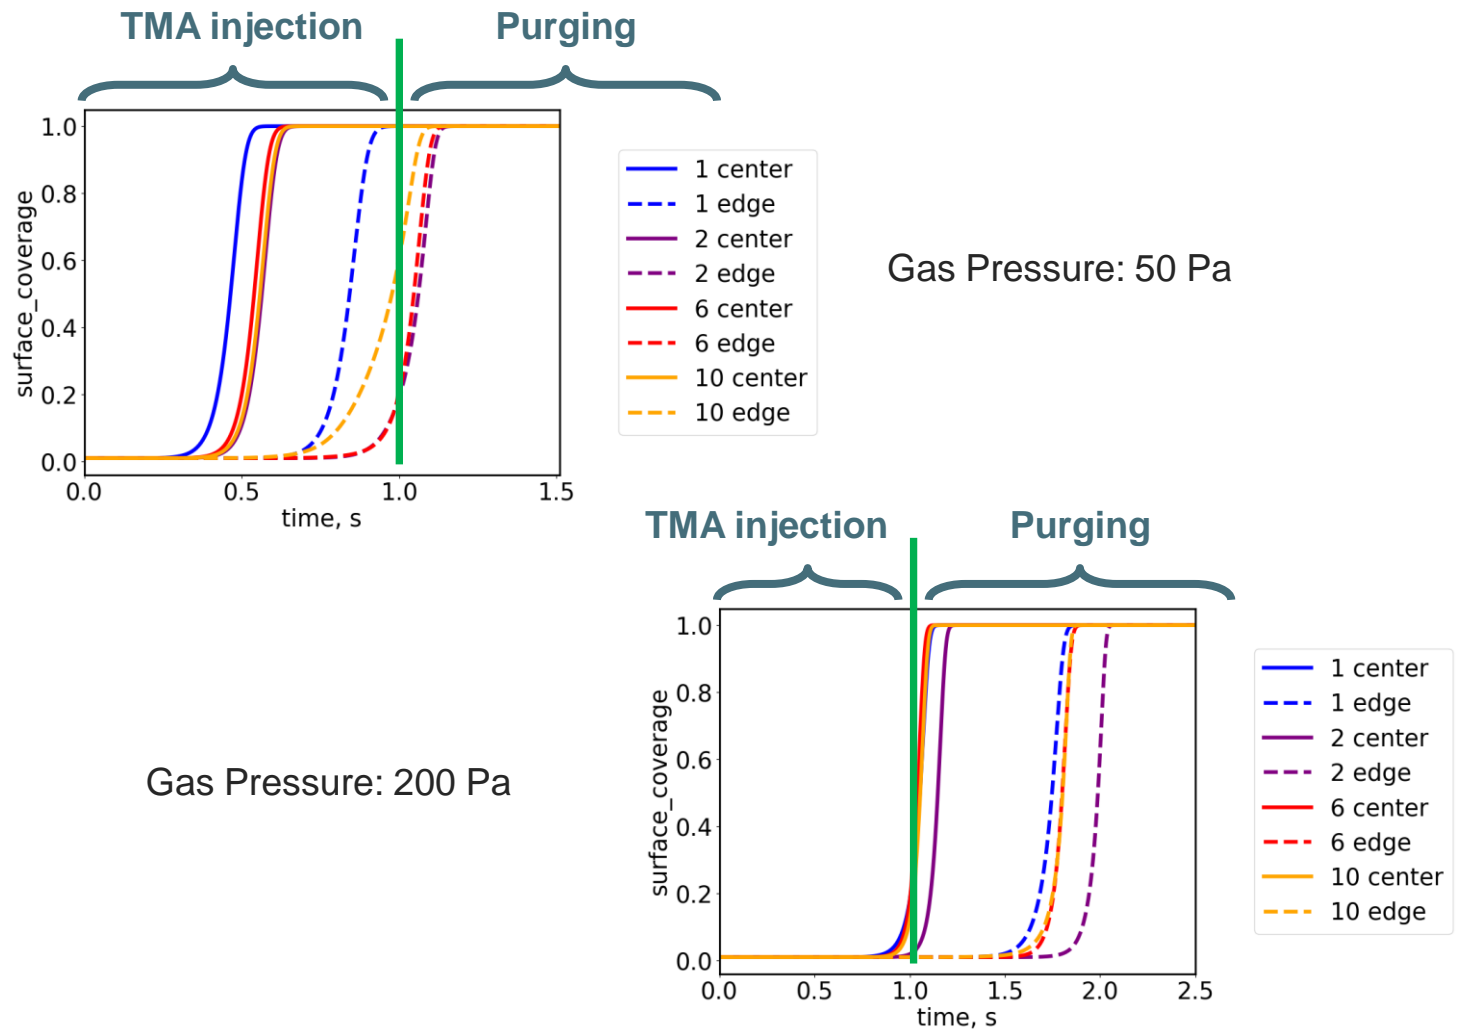 TMA injection
Purging
surface_coverage
1.0
0.8
0.6
0.4
0.2
0.0
0.0
0.5
1.0
1.5
time, s
1 center
1 edge
2 center
2 edge
6 center
6 edge
10 center
10 edge
Gas Pressure: 50 Pa
TMA injection
Purging
Gas Pressure: 200 Pa
surface_coverage
1.0
0.8
0.6
0.4
0.2
0.0
0.0
0.5
1.0
1.5
2.0
2.5
time, s
1 center
1 edge
2 center
2 edge
6 center
6 edge
10 center
10 edge